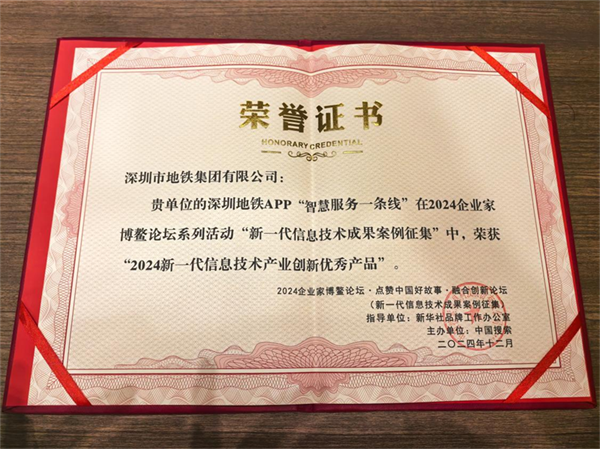 荣誉证书
HONORARY CREDENTIAL
深圳市地铁集团有限公司：
贵单位的深圳地铁APP“智慧服务一条线”在2024企业家
博鳌论坛系列活动“新一代信息技术成果案例征集”中，荣获
“2024新一代信息技术产业创新优秀产品”。
2024企业家博鳌论坛·点赞中国好故事·融合创新论坛
（新一代信息技术成果案例征集）
指导单位：新华社品牌工作办公室
主办单位：中国搜索
二〇二四年十二月